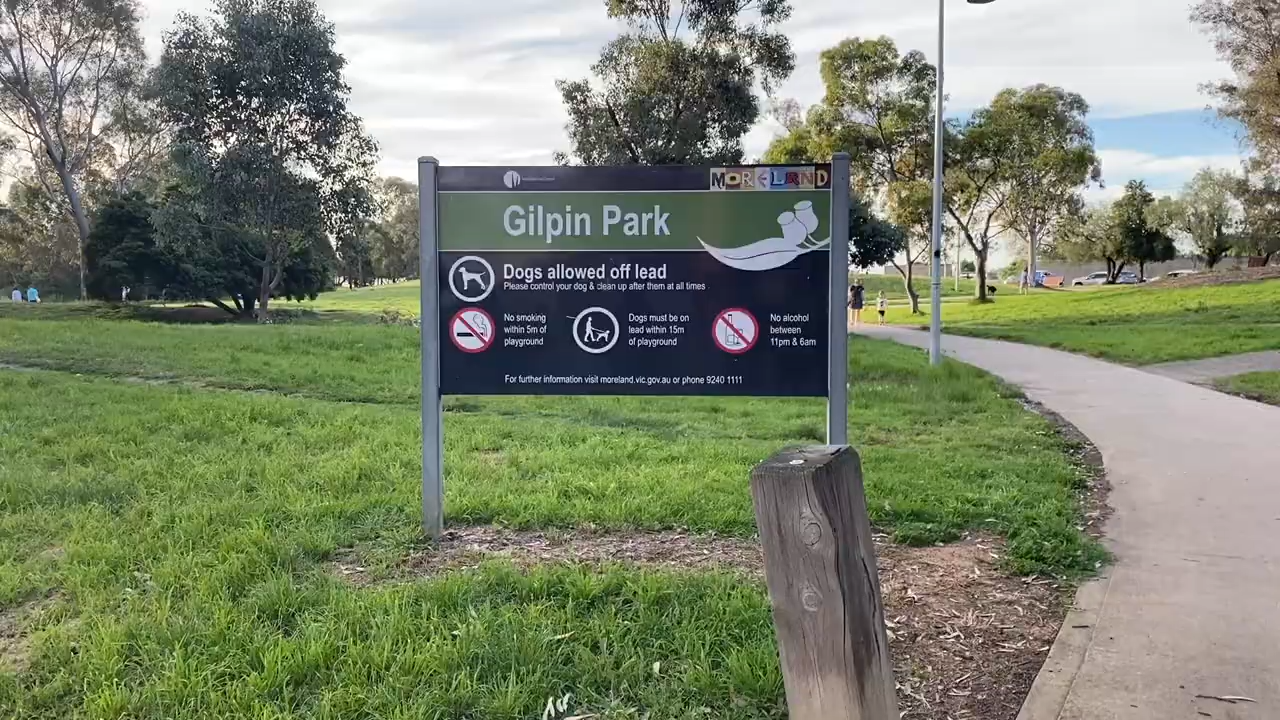 MORELAND
Gilpin Park
Dogs allowed off lead
Please control your dog & clean up after them at all times
No smoking
within 5m of
playground
Dogs must be on
lead within 15m
of playground
No alcohol
between
11pm & 6am
For further information visit moreland.vic.gov.au or phone 9240 1111